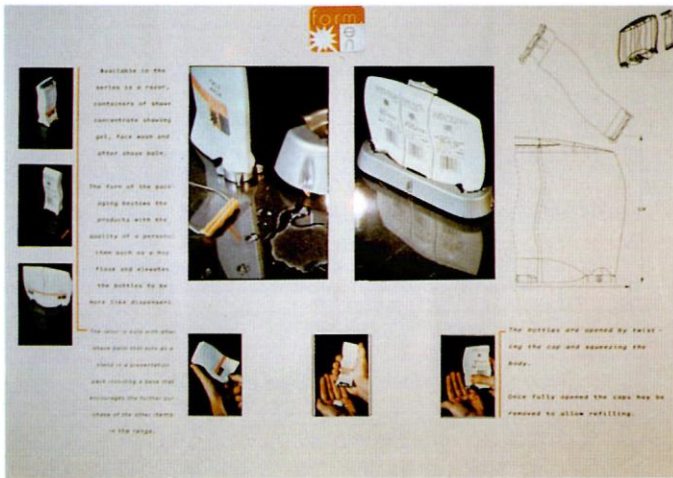 form
en
Available in the
series is a razor,
containers of shave
concentrate shaving
gel, face wash and
after shave balm.
The form of the pack-
aging bestows the
products with the
quality of a personal
item such as a hip
flask and elevates
the bottles to be
more like dispensers.
The razor is sold with after
shave balm that acts as a
stand in a presentation
pack including a base that
encourages the further pur-
chase of the other items
in the range.
FACE
WASH
The bottles are opened by twist-
ing the cap and squeezing the
body.
Once fully opened the caps may be
removed to allow refilling.